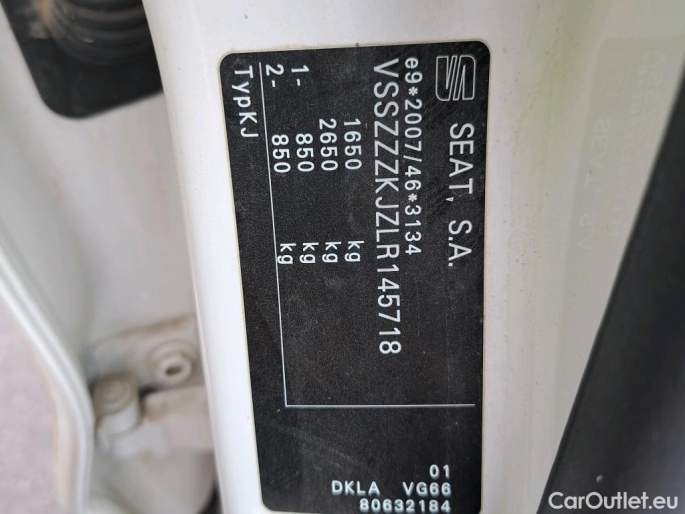 SEAT, S.A.
e9*2007/46*3134
VSSZZZKJZLR145718
1650 kg
2650 kg
1- 850 kg
2- 850 kg
TypKJ
01
DKLA VG66
80632184
CarOutlet.eu